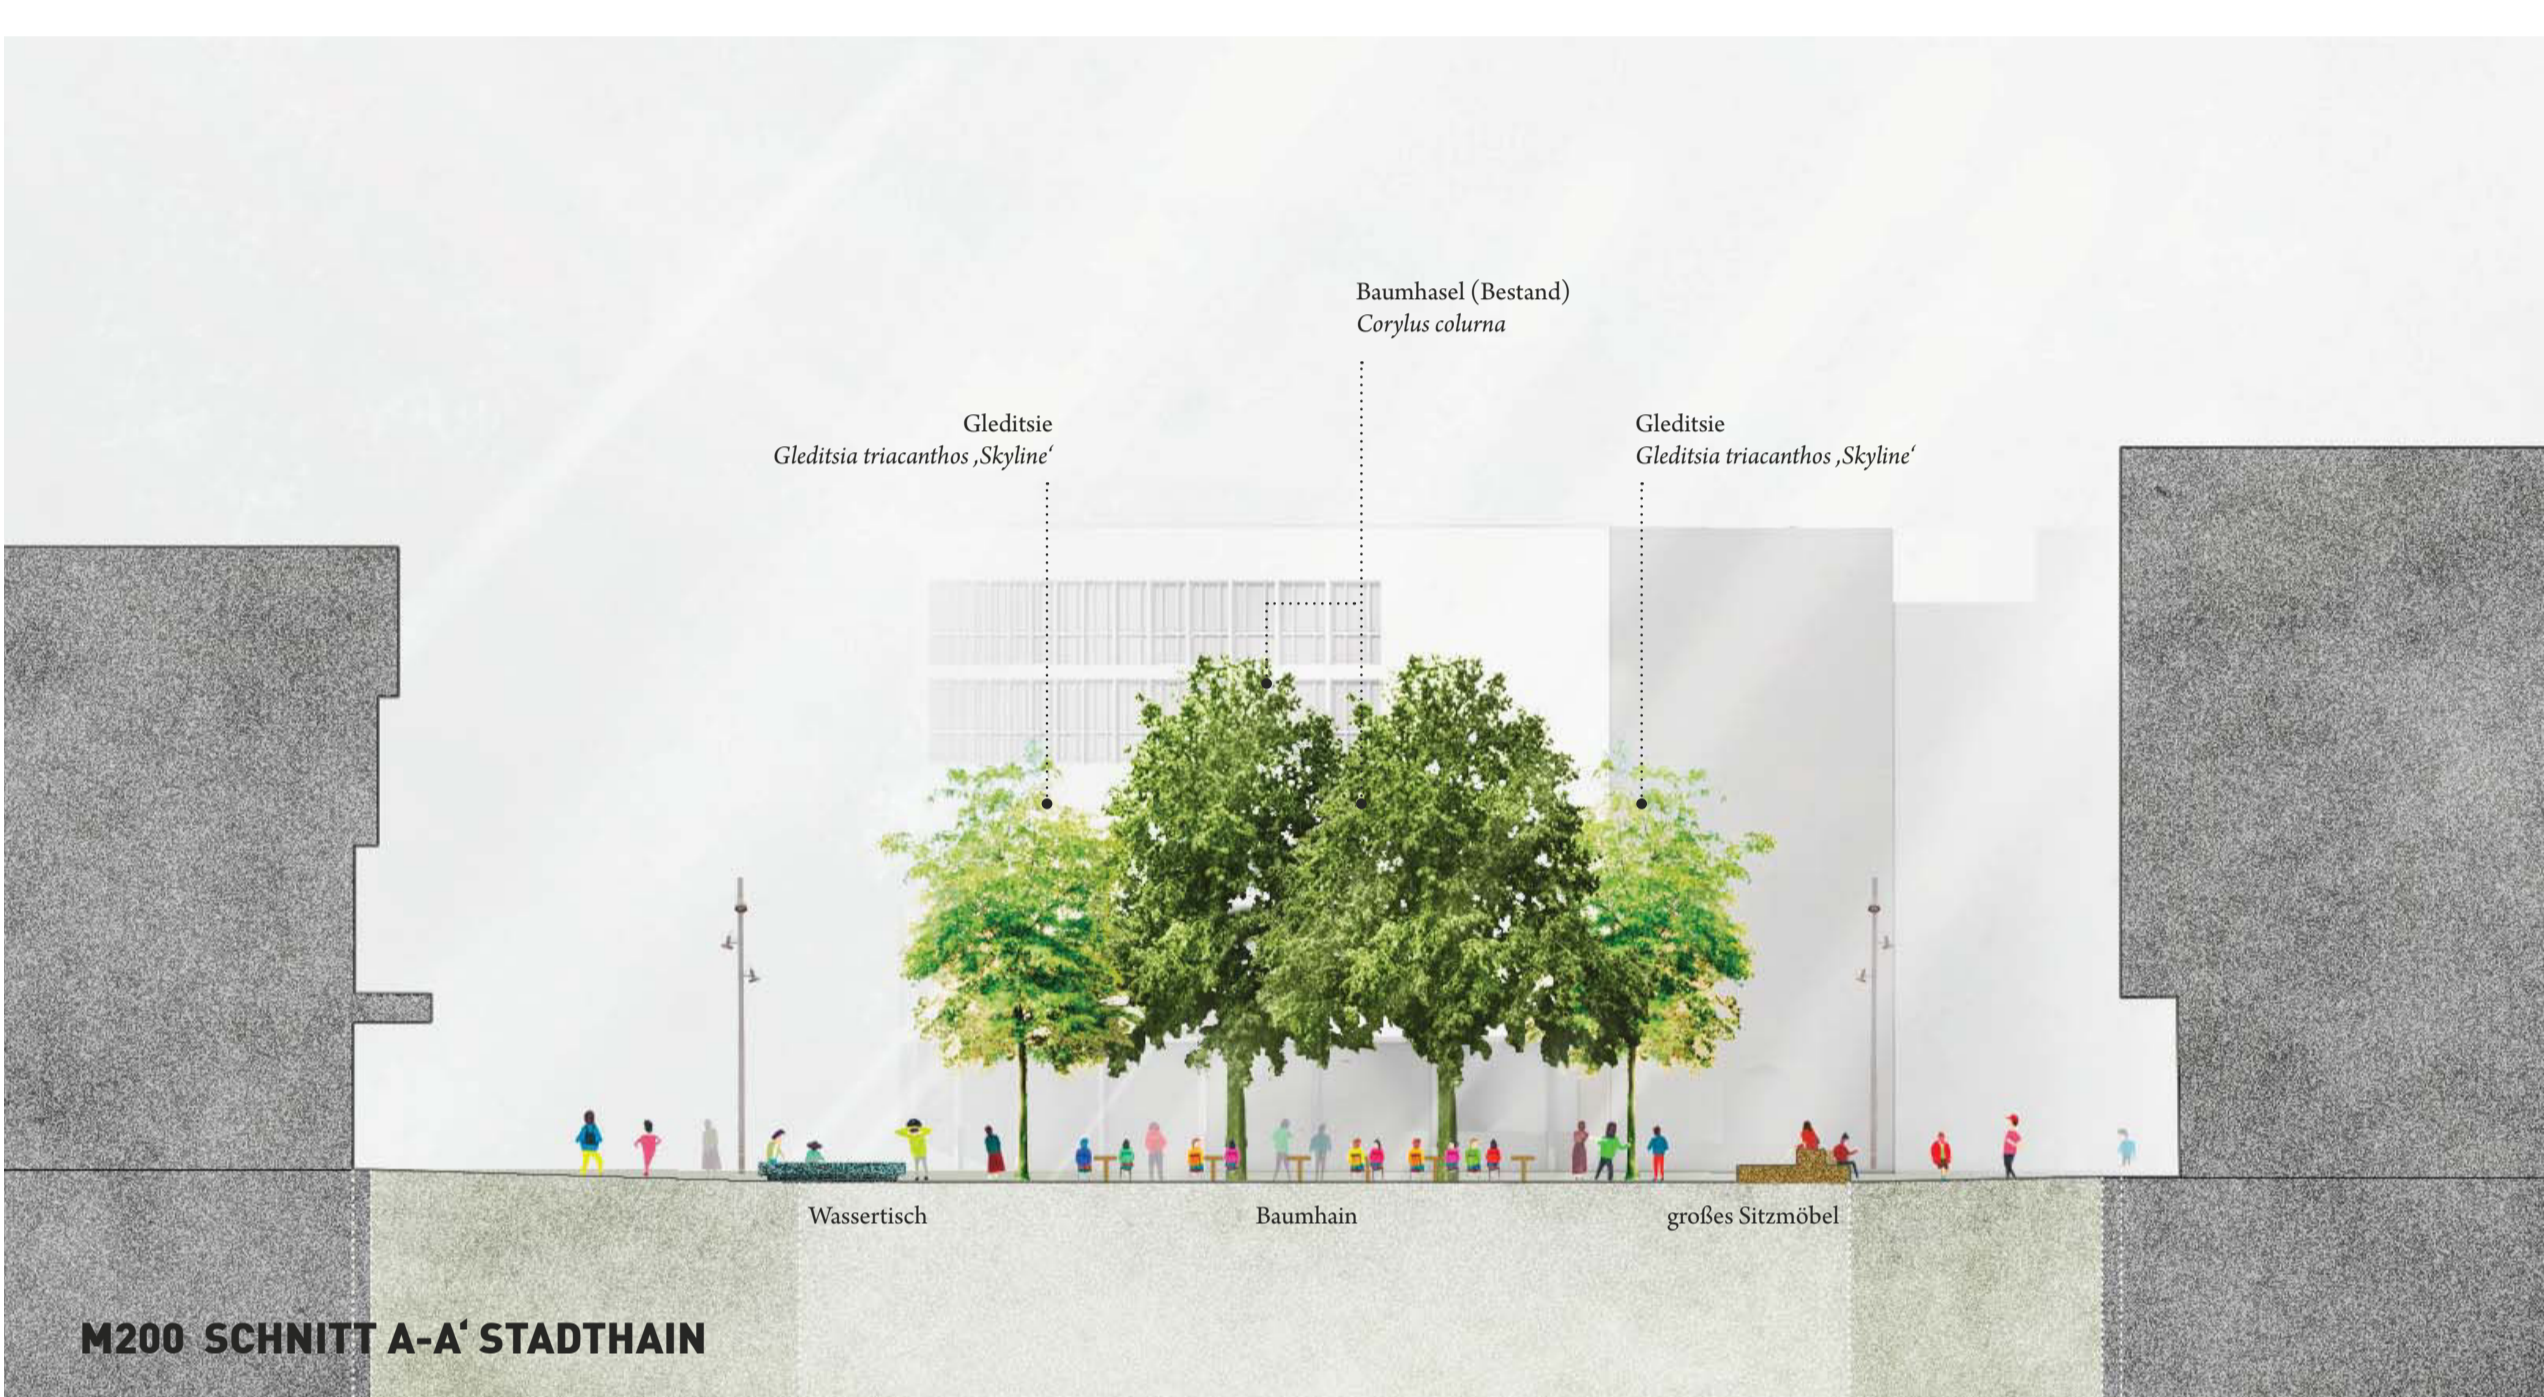 Baumhasel (Bestand)
Corylus colurna
Gleditsie
Gleditsia triacanthos ‚Skyline‘
Gleditsie
Gleditsia triacanthos ‚Skyline‘
Wassertisch
Baumhain
großes Sitzmöbel
M200 SCHNITT A-A‘ STADTHAIN